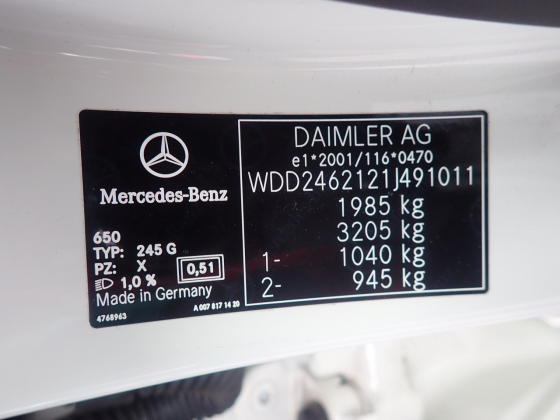 Mercedes-Benz
650
TYP: 245 G
PZ: X
0,51
1,0 %
Made in Germany
4768963
A 007 817 14 20
DAIMLER AG
e1*2001/116*0470
WDD2462121J491011
1985 kg
3205 kg
1- 1040 kg
2- 945 kg